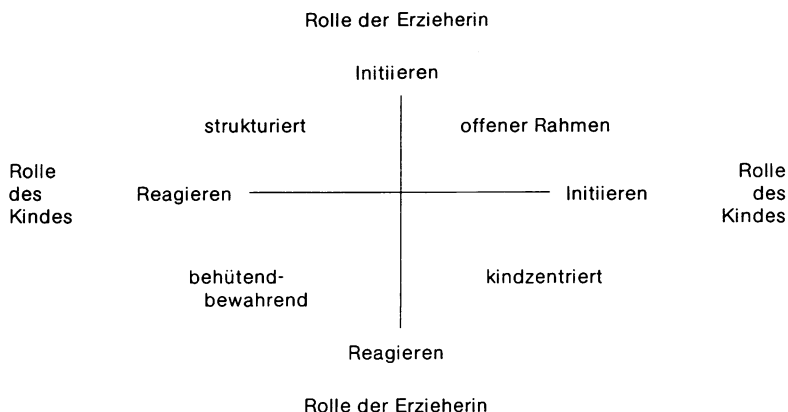 Rolle der Erzieherin
Initiieren
strukturiert
offener Rahmen
Rolle
des
Kindes
Reagieren
Initiieren
Rolle
des
Kindes
behütend-
bewahrend
kindzentriert
Reagieren
Rolle der Erzieherin